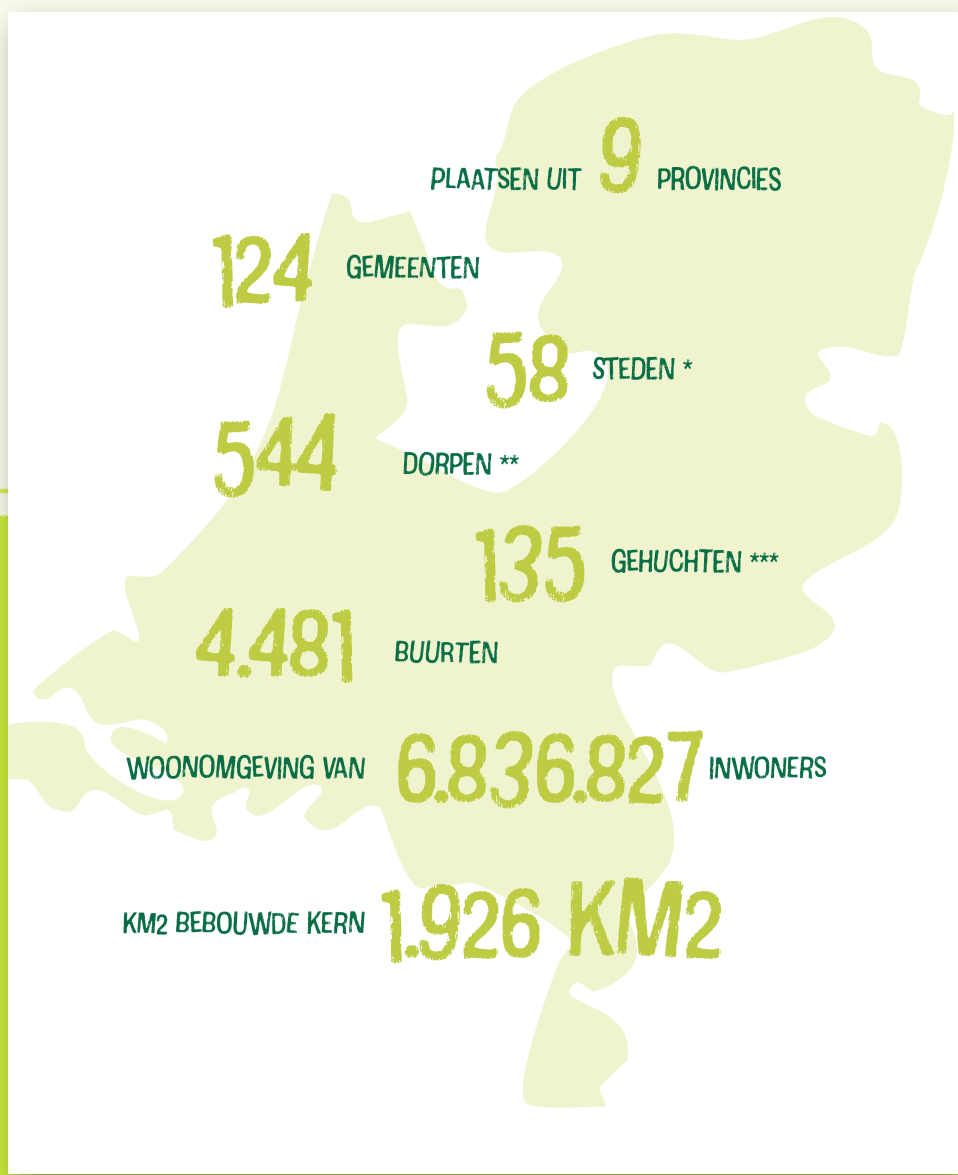 PLAATSEN UIT 9 PROVINCIES
124 GEMEENTEN
58 STEDEN *
544 DORPEN **
135 GEHUCHTEN ***
4.481 BUURTEN
WOONOMGEVING VAN 6.836.827 INWONERS
KM2 BEBOUWDE KERN 1.926 KM2